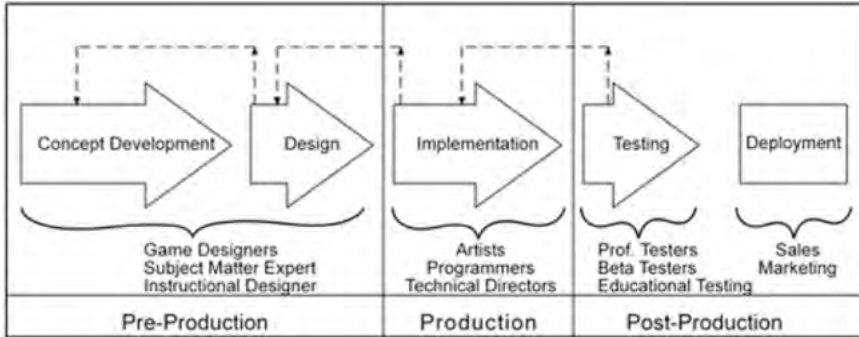 Concept Development
Design
Implementation
Testing
Deployment
Game Designers
Subject Matter Expert
Instructional Designer
Artists
Programmers
Technical Directors
Prof. Testers
Beta Testers
Educational Testing
Sales
Marketing
Pre-Production
Production
Post-Production